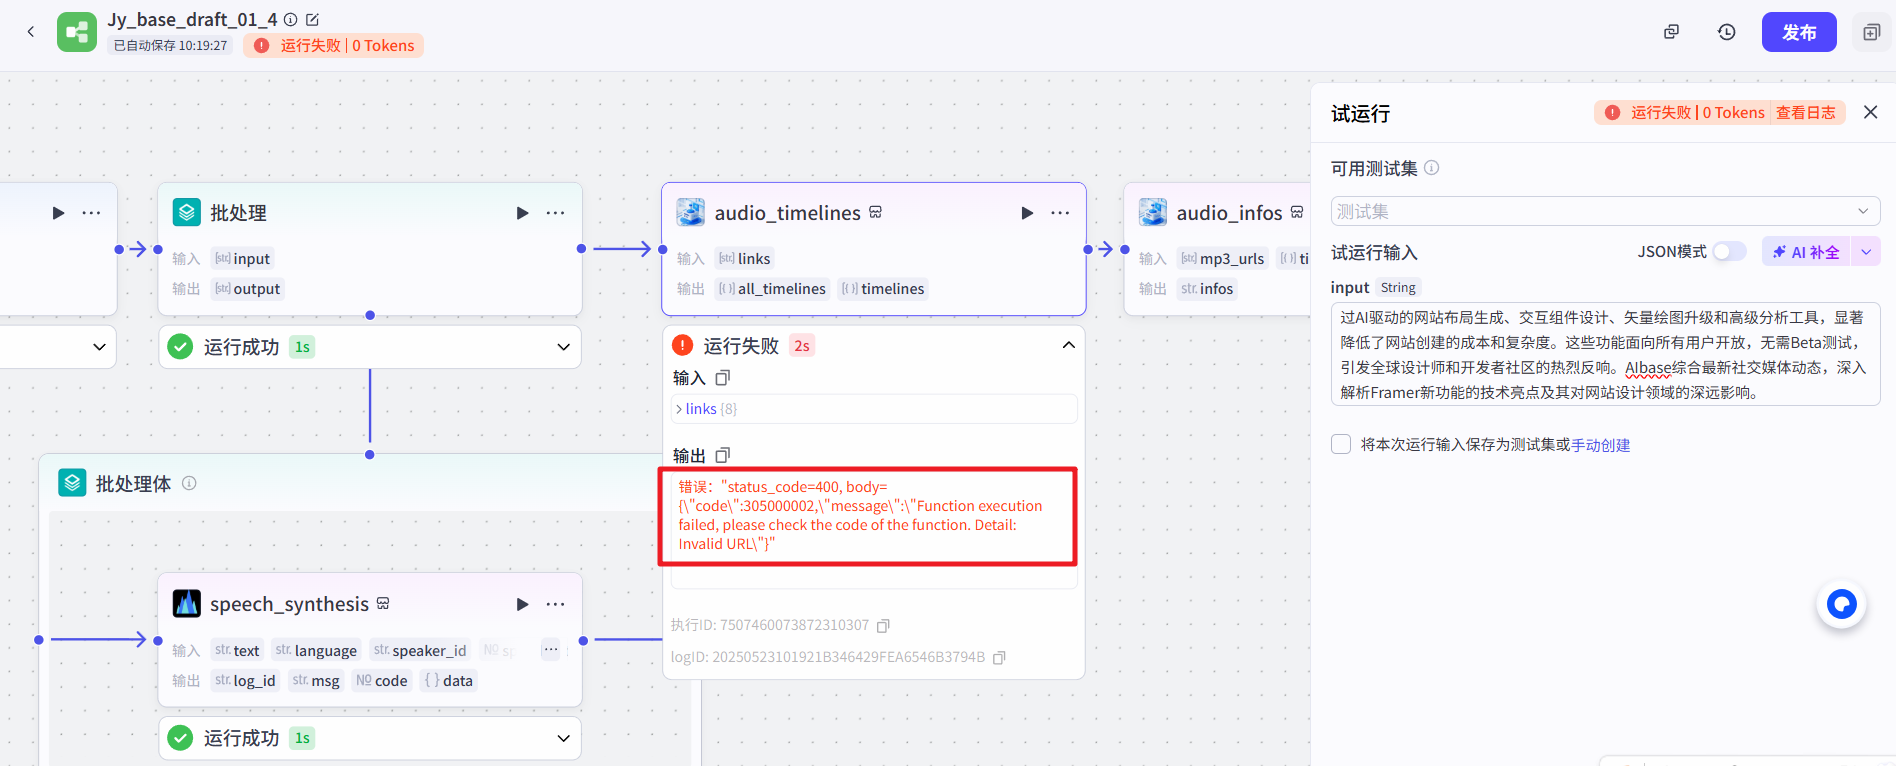 Jy_base_draft_01_4
已自动保存 10:19:27
运行失败 | 0 Tokens
发布
批处理
输入 [str] input
输出 [str] output
运行成功 1s
audio_timelines
输入 [str] links
输出 [{}] all_timelines [{}] timelines
运行失败 2s
输入
links {8}
输出
错误："status_code=400, body=
{\"code\":305000002,\"message\":\"Function execution
failed, please check the code of the function. Detail:
Invalid URL\"}"
执行ID: 7507460073872310307
logID: 20250523101921B346429FEA6546B3794B
audio_infos
输入 [str] mp3_urls [{}] ti
输出 str. infos
批处理体
speech_synthesis
输入 str. text str. language str. speaker_id № sp ...
输出 str. log_id str. msg № code { } data
运行成功 1s
试运行
运行失败 | 0 Tokens 查看日志
可用测试集
测试集
试运行输入 JSON模式 AI 补全
input String
过AI驱动的网站布局生成、交互组件设计、矢量绘图升级和高级分析工具，显著
降低了网站创建的成本和复杂度。这些功能面向所有用户开放，无需Beta测试，
引发全球设计师和开发者社区的热烈反响。AIbase综合最新社交媒体动态，深入
解析Framer新功能的技术亮点及其对网站设计领域的深远影响。
将本次运行输入保存为测试集或手动创建